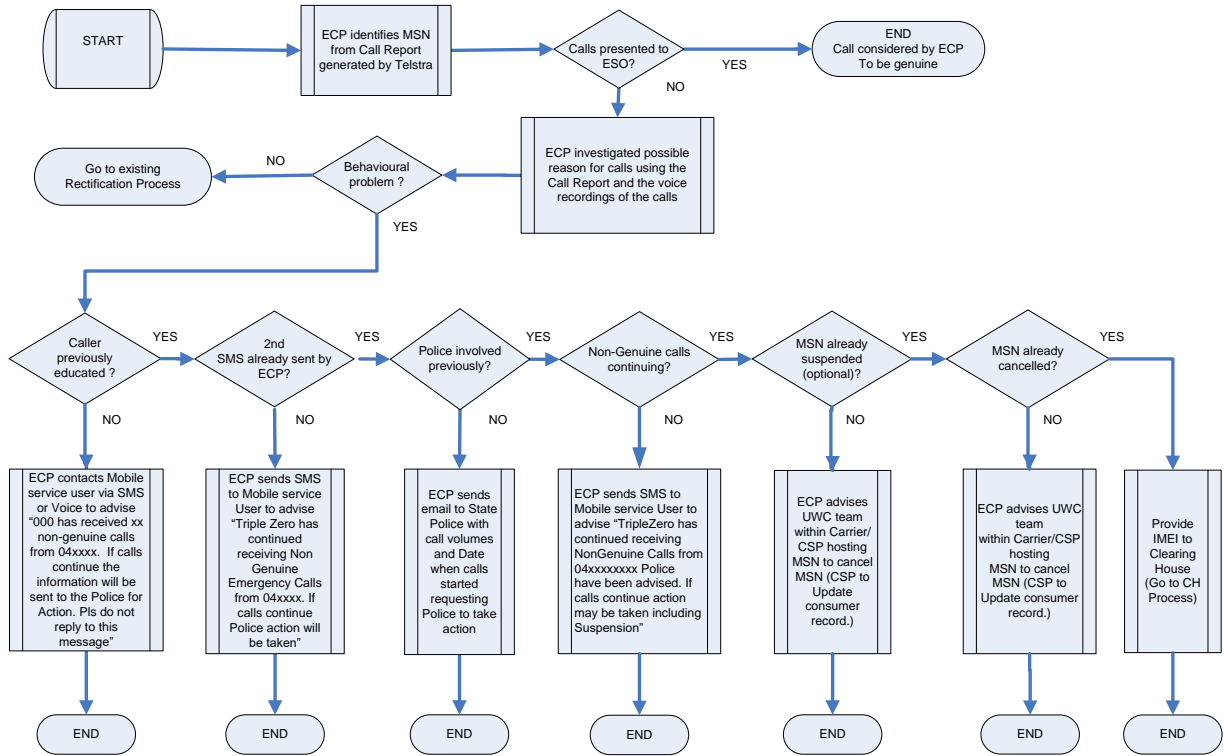 START
ECP identifies MSN
from Call Report
generated by Telstra
Calls presented to
ESO?
YES
END
Call considered by ECP
To be genuine
NO
ECP investigated possible
reason for calls using the
Call Report and the voice
recordings of the calls
Behavioural
problem ?
NO
Go to existing
Rectification Process
YES
Caller
previously
educated ?
YES
2nd
SMS already sent by
ECP?
YES
Police involved
previously?
YES
Non-Genuine calls
continuing?
YES
MSN already
suspended
(optional)?
YES
MSN already
cancelled?
YES
NO
NO
NO
NO
NO
NO
ECP contacts Mobile
service user via SMS
or Voice to advise
“000 has received xx
non-genuine calls
from 04xxxx. If calls
continue the
information will be
sent to the Police for
Action. Pls do not
reply to this
message”
ECP sends SMS
to Mobile service
User to advise
“Triple Zero has
continued
receiving Non
Genuine
Emergency Calls
from 04xxxx. If
calls continue
Police action will
be taken”
ECP sends
email to State
Police with
call volumes
and Date
when calls
started
requesting
Police to take
action
ECP sends SMS to
Mobile service User to
advise “TripleZero has
continued receiving
NonGenuine Calls from
04xxxxxxxx Police
have been advised. If
calls continue action
may be taken including
Suspension”
ECP advises
UWC team
within Carrier/
CSP hosting
MSN to cancel
MSN (CSP to
Update
consumer
record.)
ECP advises UWC
team
within Carrier/CSP
hosting
MSN to cancel
MSN (CSP to
Update consumer
record.)
Provide
IMEI to
Clearing
House
(Go to CH
Process)
END
END
END
END
END
END
END